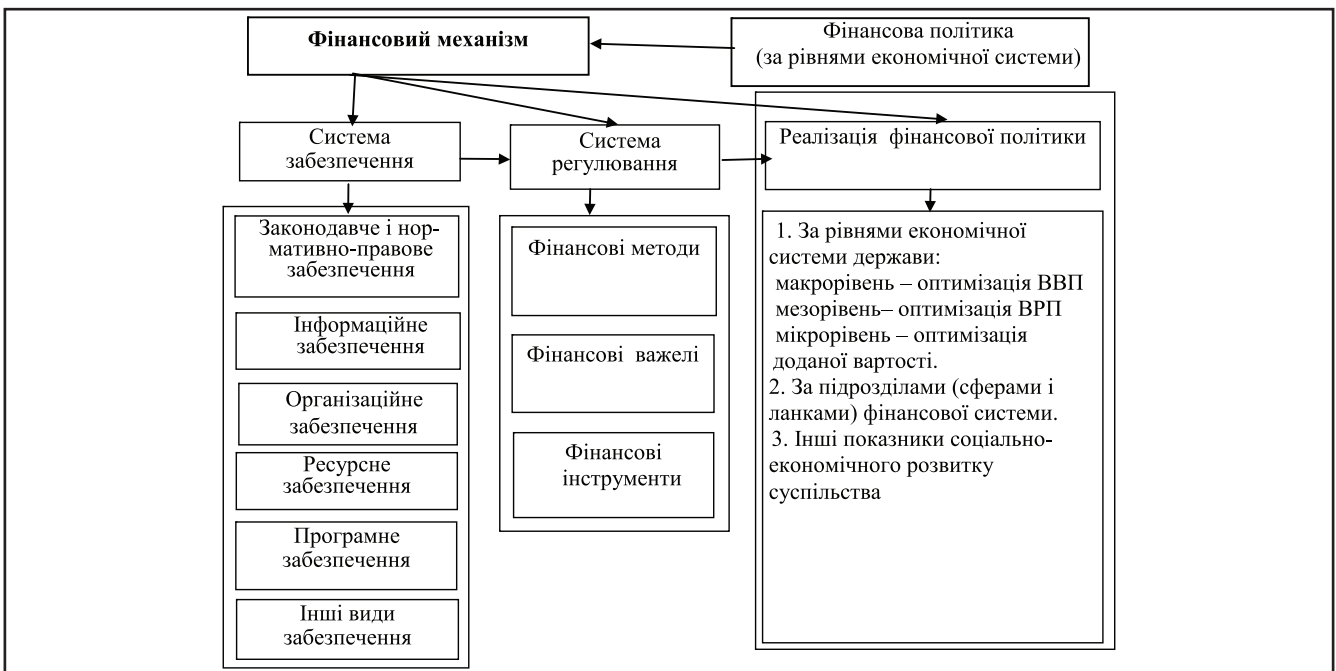 Фінансовий механізм
Фінансова політика
(за рівнями економічної системи)
Система
забезпечення
Система
регулювання
Реалізація фінансової політики
Законодавче і нор-
мативно-правове
забезпечення
Інформаційне
забезпечення
Організаційне
забезпечення
Ресурсне
забезпечення
Програмне
забезпечення
Інші види
забезпечення
Фінансові методи
Фінансові важелі
Фінансові
інструменти
1. За рівнями економічної
системи держави:
макрорівень – оптимізація ВВП
мезорівень– оптимізація ВРП
мікрорівень – оптимізація
доданої вартості.
2. За підрозділами (сферами і
ланками) фінансової системи.
3. Інші показники соціально-
економічного розвитку
суспільства